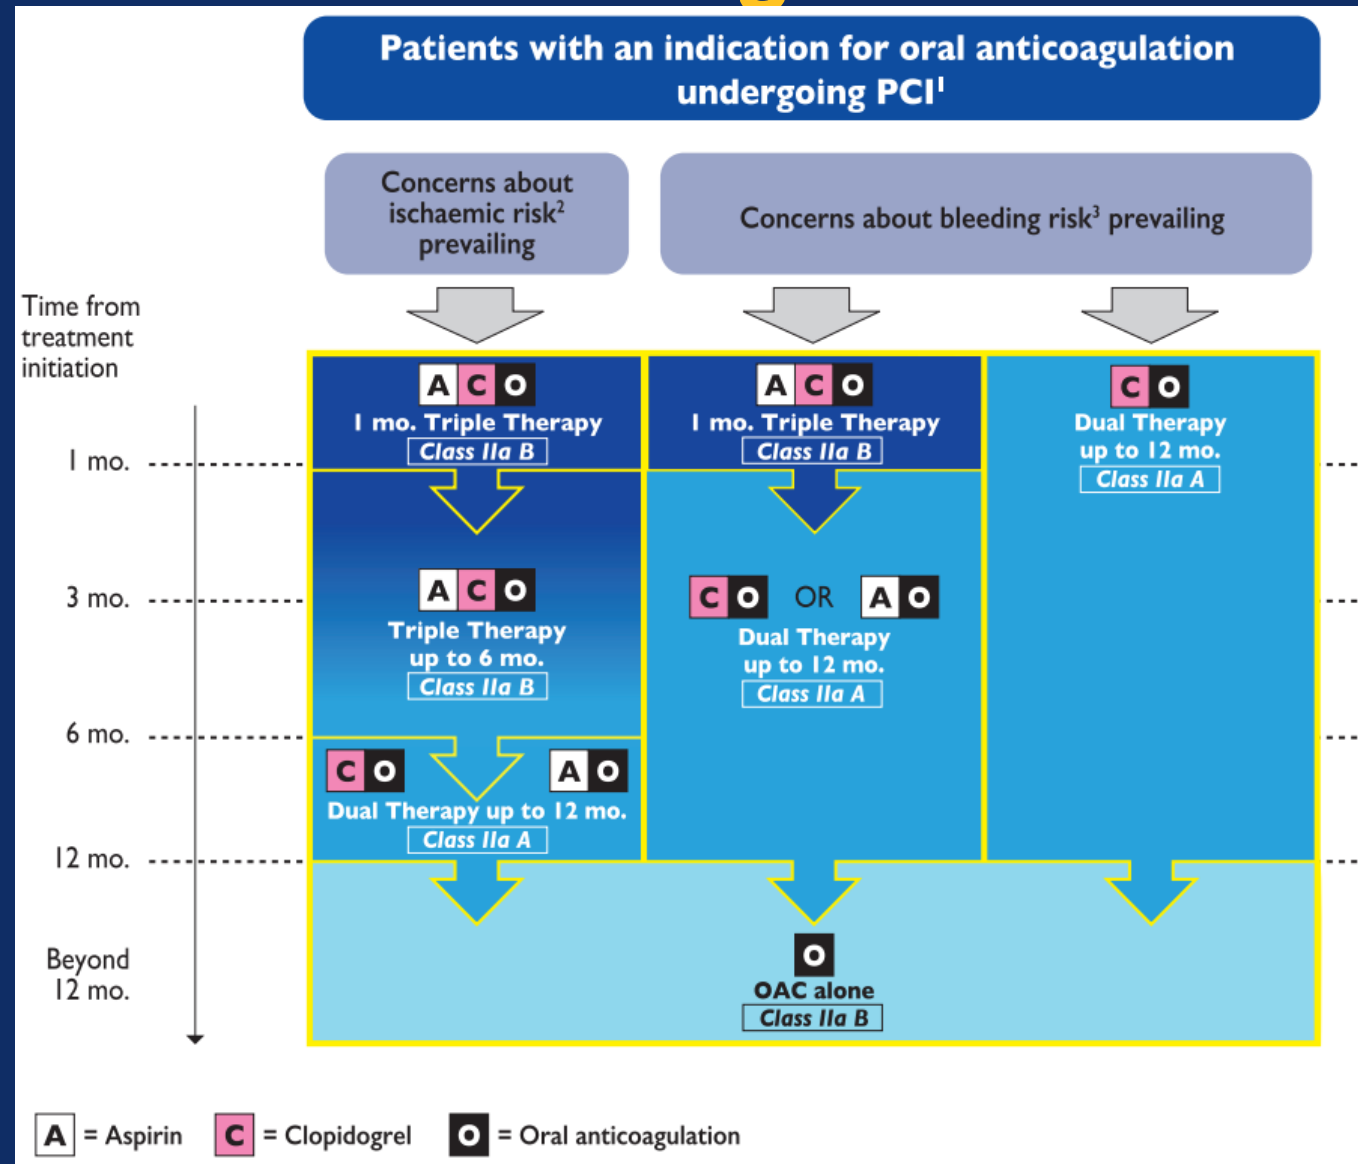 Patients with an indication for oral anticoagulation
undergoing PCI¹
Concerns about
ischaemic risk²
prevailing
Concerns about bleeding risk³ prevailing
Time from
treatment
initiation
A C O
1 mo. Triple Therapy
Class IIa B
A C O
1 mo. Triple Therapy
Class IIa B
C O
Dual Therapy
up to 12 mo.
Class IIa A
1 mo.
3 mo.
A C O
Triple Therapy
up to 6 mo.
Class IIa B
C O OR A O
Dual Therapy
up to 12 mo.
Class IIa A
6 mo.
C O A O
Dual Therapy up to 12 mo.
Class IIa A
12 mo.
Beyond
12 mo.
O
OAC alone
Class IIa B
A = Aspirin C = Clopidogrel O = Oral anticoagulation